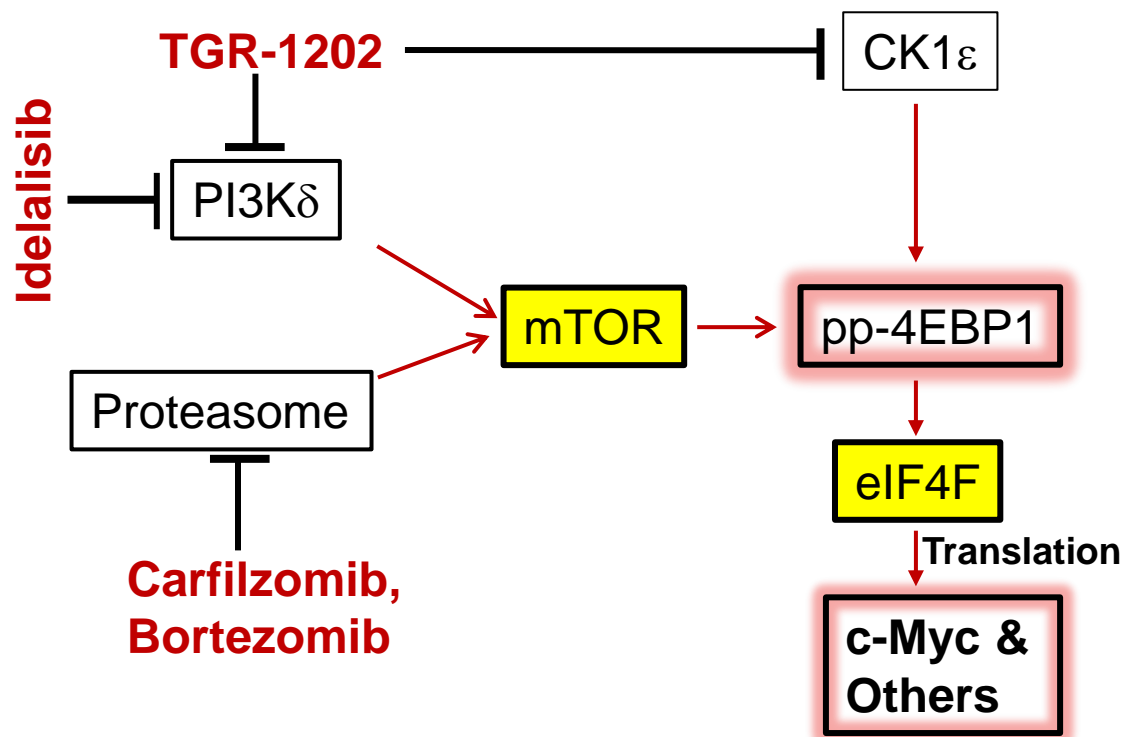 TGR-1202
CK1ε
Idelalisib
PI3Kδ
mTOR
pp-4EBP1
Proteasome
eIF4F
Translation
Carfilzomib,
Bortezomib
c-Myc &
Others